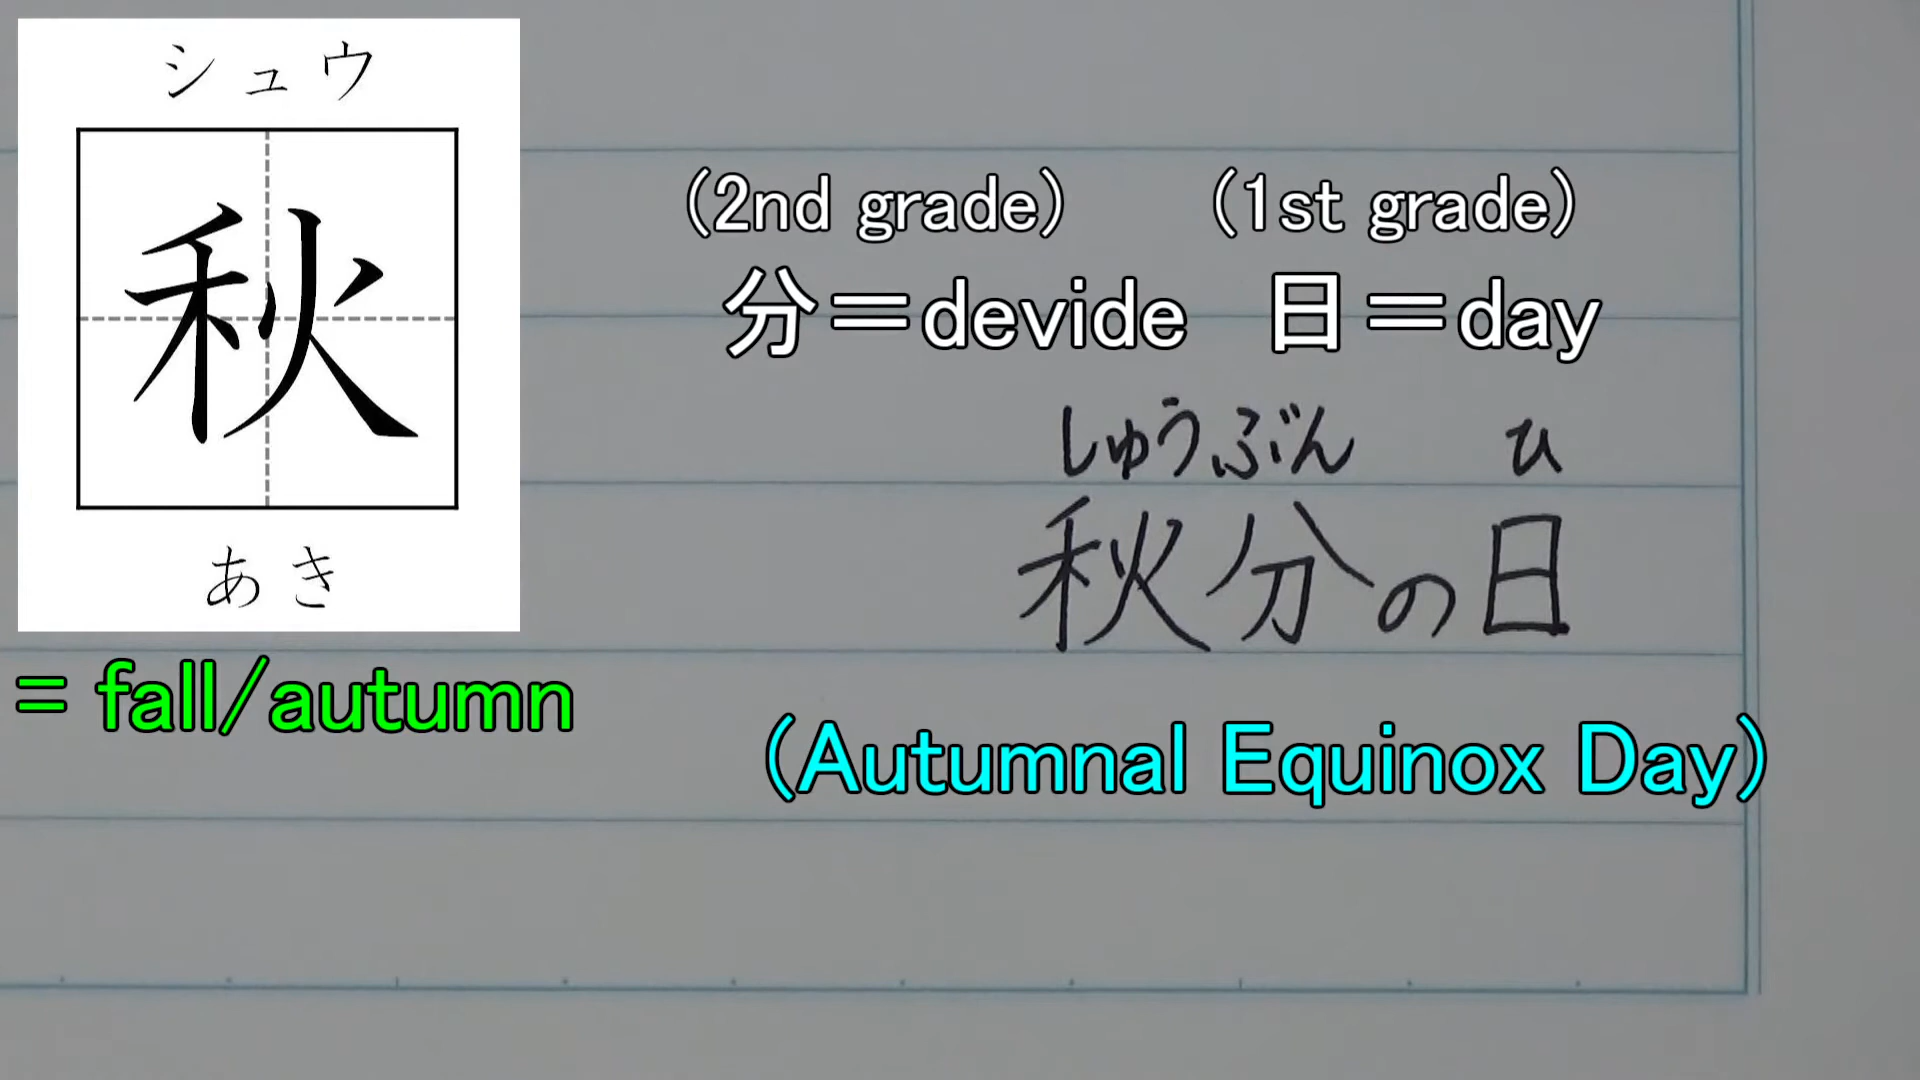 シュウ
秋
あき
= fall/autumn
(2nd grade) (1st grade)
分=devide 日=day
しゅうぶん ひ
秋分の日
(Autumnal Equinox Day)